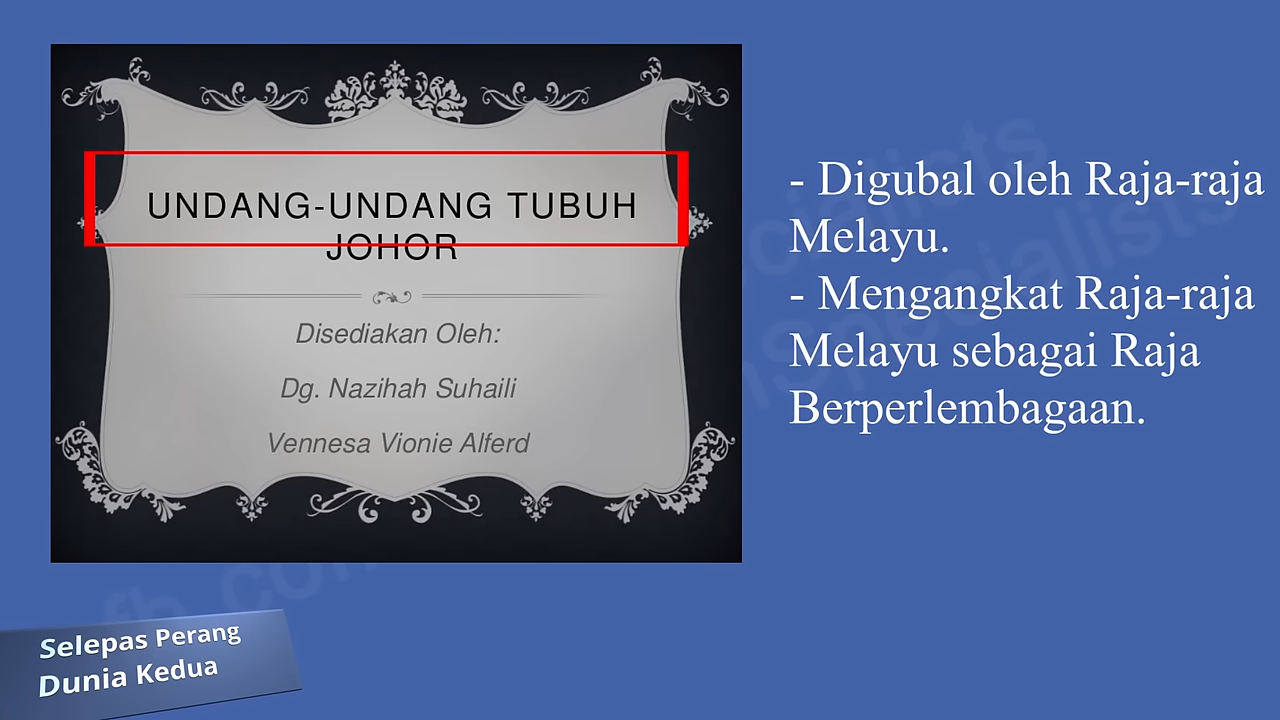 UNDANG-UNDANG TUBUH
JOHOR
Disediakan Oleh:
Dg. Nazihah Suhaili
Vennesa Vionie Alferd
- Digubal oleh Raja-raja
Melayu.
- Mengangkat Raja-raja
Melayu sebagai Raja
Berperlembagaan.
Selepas Perang
Dunia Kedua